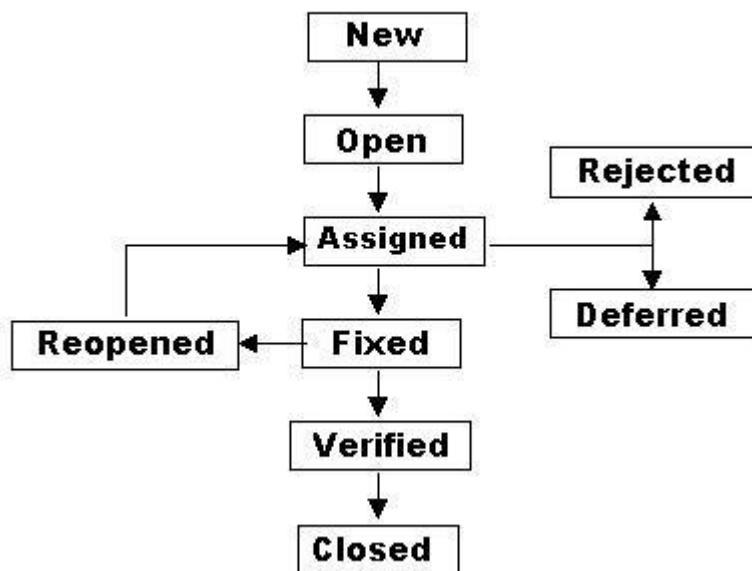 New
Open
Rejected
Assigned
Deferred
Reopened
Fixed
Verified
Closed